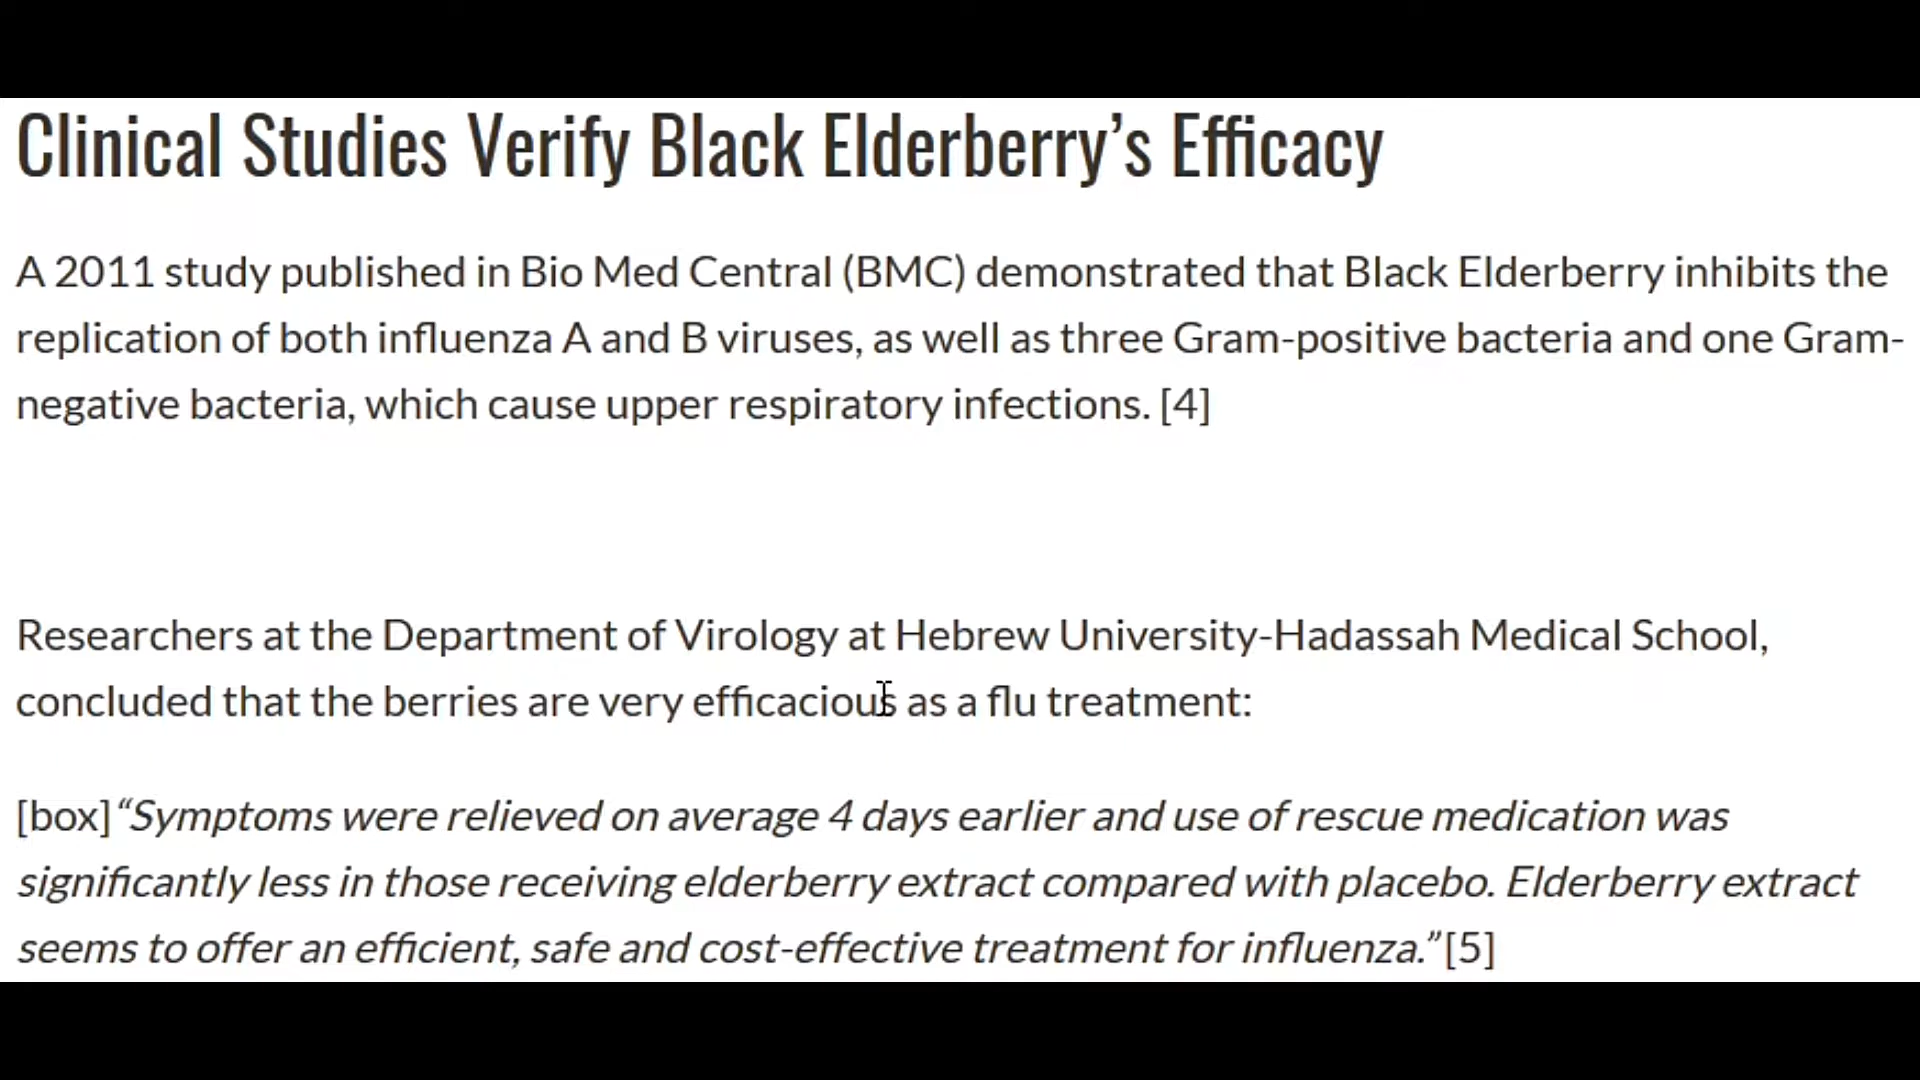 Clinical Studies Verify Black Elderberry’s Efficacy
A 2011 study published in Bio Med Central (BMC) demonstrated that Black Elderberry inhibits the
replication of both influenza A and B viruses, as well as three Gram-positive bacteria and one Gram-
negative bacteria, which cause upper respiratory infections. [4]
Researchers at the Department of Virology at Hebrew University-Hadassah Medical School,
concluded that the berries are very efficacious as a flu treatment:
[box]“Symptoms were relieved on average 4 days earlier and use of rescue medication was
significantly less in those receiving elderberry extract compared with placebo. Elderberry extract
seems to offer an efficient, safe and cost-effective treatment for influenza.”[5]